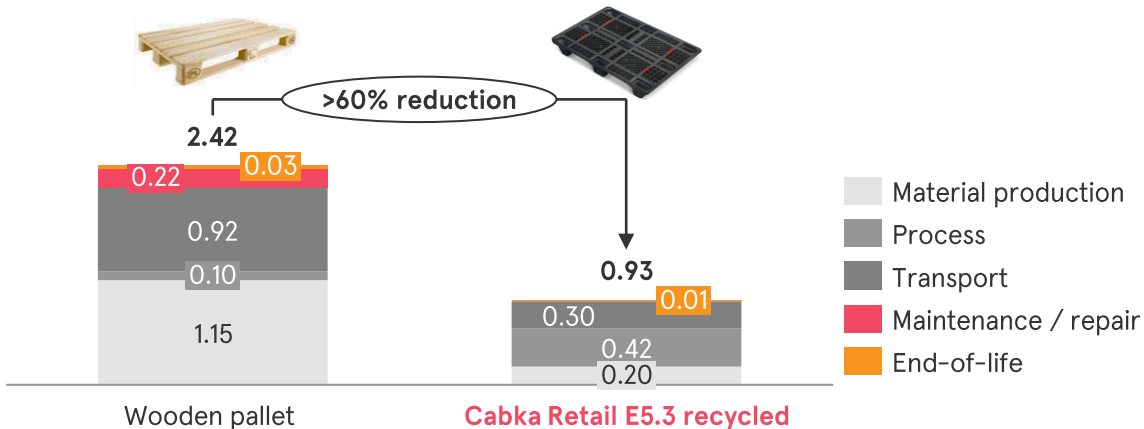 >60% reduction
2.42
0.03
0.22
0.92
0.10
1.15
0.93
0.01
0.30
0.42
0.20
Wooden pallet
Cabka Retail E5.3 recycled
Material production
Process
Transport
Maintenance / repair
End-of-life